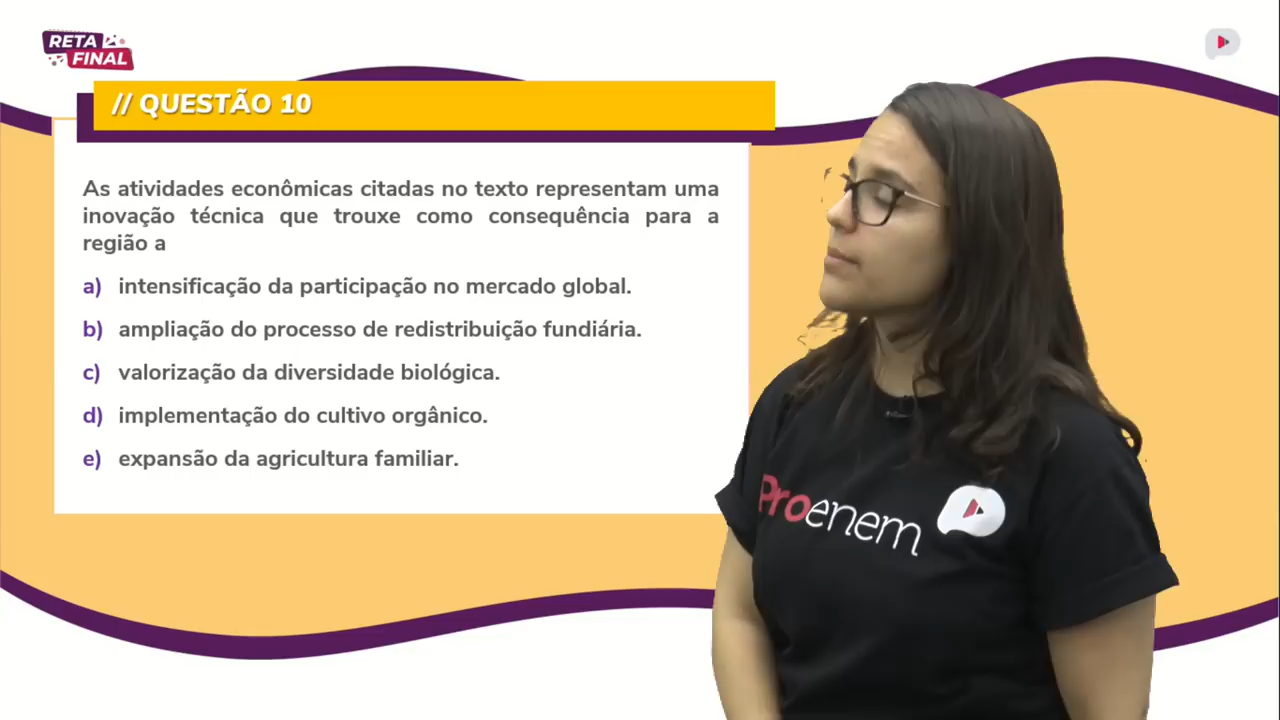 RETA
FINAL
// QUESTÃO 10
As atividades econômicas citadas no texto representam uma
inovação técnica que trouxe como consequência para a
região a
a) intensificação da participação no mercado global.
b) ampliação do processo de redistribuição fundiária.
c) valorização da diversidade biológica.
d) implementação do cultivo orgânico.
e) expansão da agricultura familiar.
Proenem